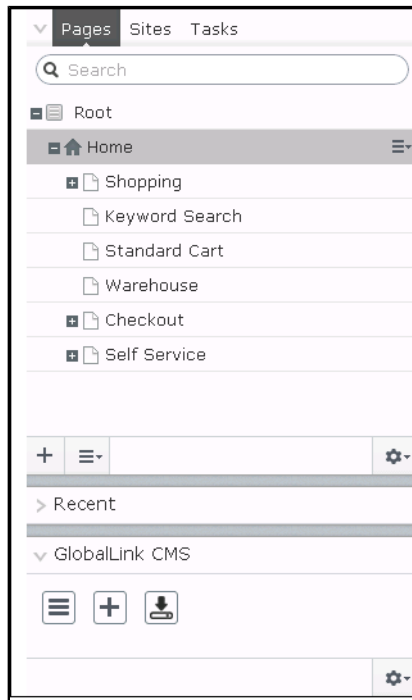 Pages Sites Tasks
Search
Root
Home
Shopping
Keyword Search
Standard Cart
Warehouse
Checkout
Self Service
Recent
GlobalLink CMS